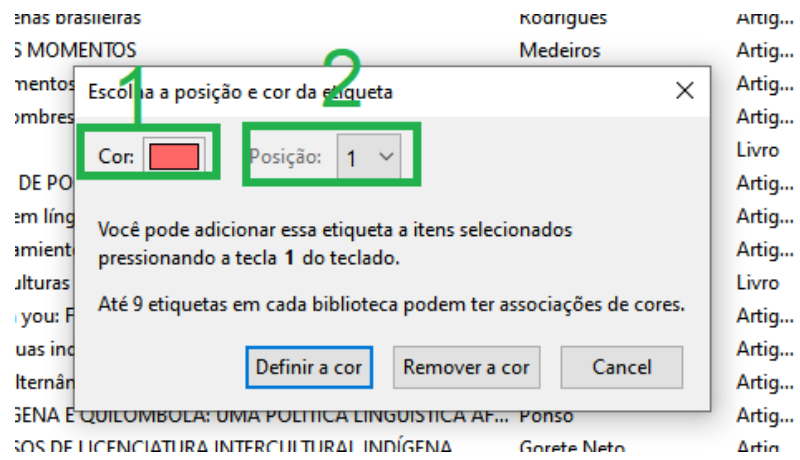 enas brasileiras Rodrigues Artig...
S MOMENTOS Medeiros Artig...
mentos Artig...
1 2
Escolha a posição e cor da etiqueta
ombres Artig...
Cor: Posição: 1
Livro
DE PO Artig...
em líng Artig...
Você pode adicionar essa etiqueta a itens selecionados
amient Artig...
pressionando a tecla 1 do teclado.
ulturas Livro
Até 9 etiquetas em cada biblioteca podem ter associações de cores.
you: F Artig...
uas inc Artig...
Definir a cor Remover a cor Cancel
lternân Artig...
GENA E QUILOMBOLA: UMA POLÍTICA LINGUÍSTICA AF... Ponso Artig...
SOS DE LICENCIATURA INTERCULTURAL INDÍGENA Gorete Neto Artig